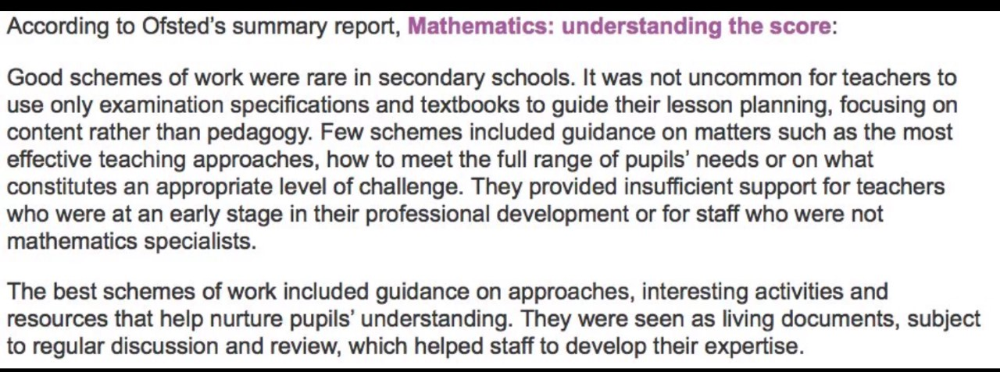 According to Ofsted’s summary report, Mathematics: understanding the score:
Good schemes of work were rare in secondary schools. It was not uncommon for teachers to
use only examination specifications and textbooks to guide their lesson planning, focusing on
content rather than pedagogy. Few schemes included guidance on matters such as the most
effective teaching approaches, how to meet the full range of pupils’ needs or on what
constitutes an appropriate level of challenge. They provided insufficient support for teachers
who were at an early stage in their professional development or for staff who were not
mathematics specialists.
The best schemes of work included guidance on approaches, interesting activities and
resources that help nurture pupils’ understanding. They were seen as living documents, subject
to regular discussion and review, which helped staff to develop their expertise.